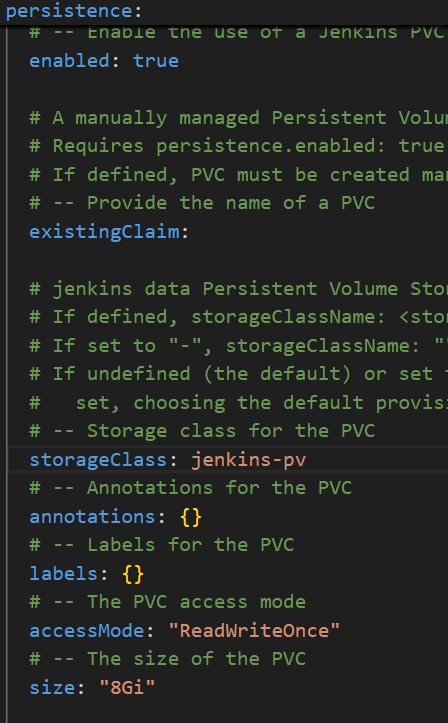 persistence:
# -- Enable the use of a Jenkins PVC
enabled: true
# A manually managed Persistent Volum
# Requires persistence.enabled: true
# If defined, PVC must be created man
# -- Provide the name of a PVC
existingClaim:
# jenkins data Persistent Volume Stor
# If defined, storageClassName: <stor
# If set to "-", storageClassName: ""
# If undefined (the default) or set t
#   set, choosing the default provis
# -- Storage class for the PVC
storageClass: jenkins-pv
# -- Annotations for the PVC
annotations: {}
# -- Labels for the PVC
labels: {}
# -- The PVC access mode
accessMode: "ReadWriteOnce"
# -- The size of the PVC
size: "8Gi"